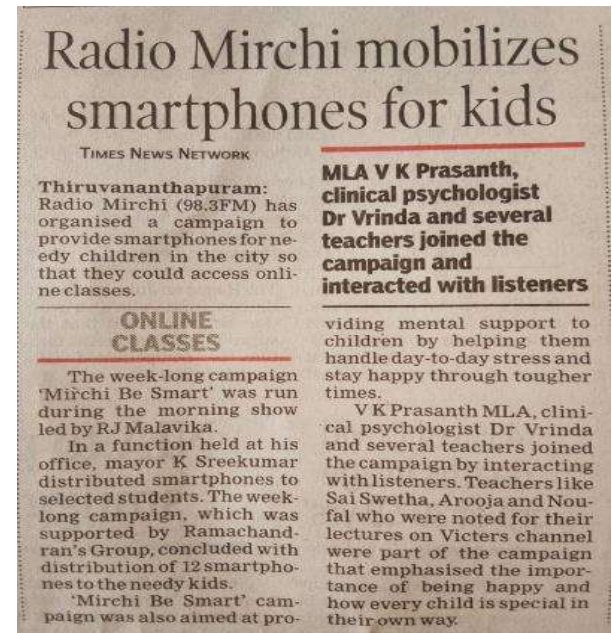 Radio Mirchi mobilizes
smartphones for kids
TIMES NEWS NETWORK
Thiruvananthapuram:
Radio Mirchi (98.3FM) has
organised a campaign to
provide smartphones for ne-
edy children in the city so
that they could access onli-
ne classes.
MLA V K Prasanth,
clinical psychologist
Dr Vrinda and several
teachers joined the
campaign and
interacted with listeners
ONLINE
CLASSES
The week-long campaign
'Mirchi Be Smart' was run
during the morning show
led by RJ Malavika.
In a function held at his
office, mayor K Sreekumar
distributed smartphones to
selected students. The week-
long campaign, which was
supported by Ramachand-
ran's Group, concluded with
distribution of 12 smartpho-
nes to the needy kids.
'Mirchi Be Smart' cam-
paign was also aimed at pro-
viding mental support to
children by helping them
handle day-to-day stress and
stay happy through tougher
times.
V K Prasanth MLA, clini-
cal psychologist Dr Vrinda
and several teachers joined
the campaign by interacting
with listeners. Teachers like
Sai Swetha, Arooja and Nou-
fal who were noted for their
lectures on Victers channel
were part of the campaign
that emphasised the impor-
tance of being happy and
how every child is special in
their own way.